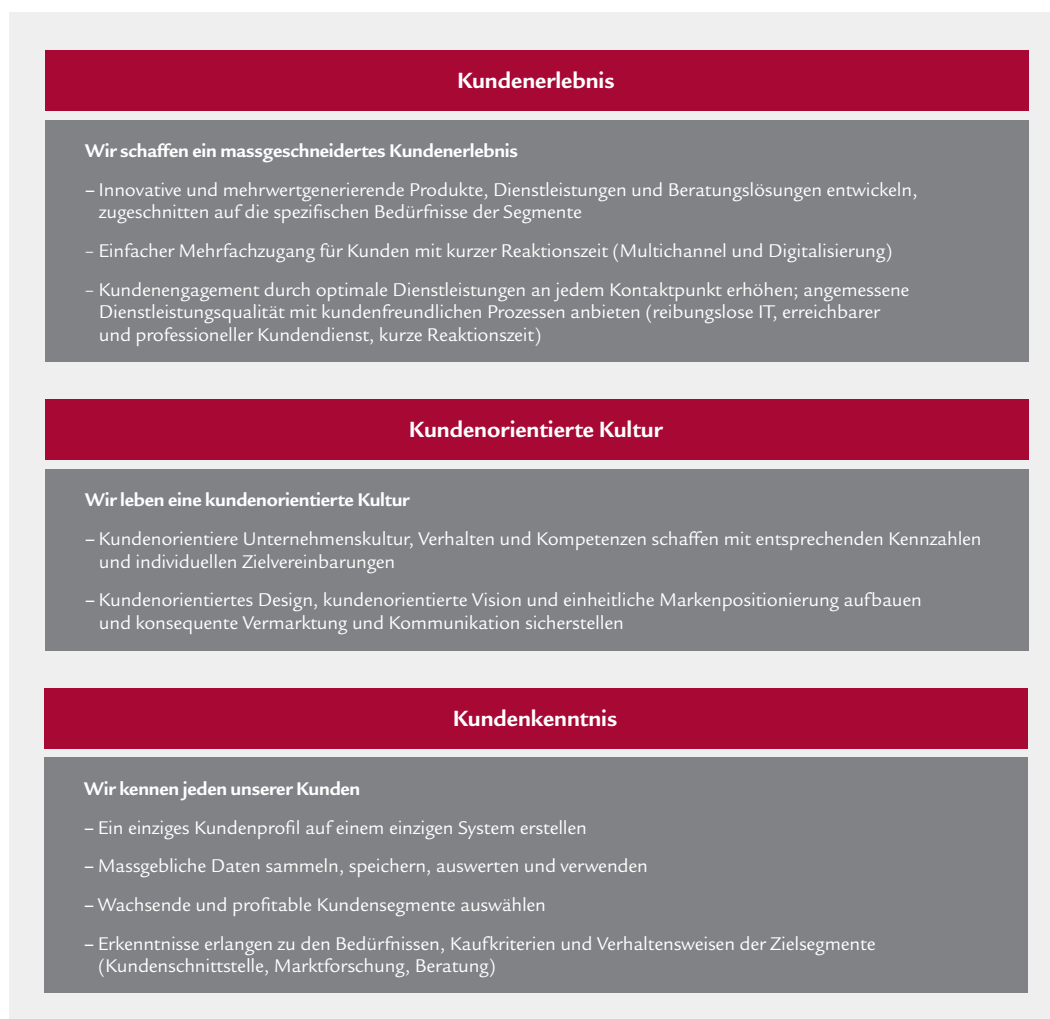 Kundenerlebnis
Wir schaffen ein massgeschneidertes Kundenerlebnis
– Innovative und mehrwertgenerierende Produkte, Dienstleistungen und Beratungslösungen entwickeln,
zugeschnitten auf die spezifischen Bedürfnisse der Segmente
– Einfacher Mehrfachzugang für Kunden mit kurzer Reaktionszeit (Multichannel und Digitalisierung)
– Kundenengagement durch optimale Dienstleistungen an jedem Kontaktpunkt erhöhen; angemessene
Dienstleistungsqualität mit kundenfreundlichen Prozessen anbieten (reibungslose IT, erreichbarer
und professioneller Kundendienst, kurze Reaktionszeit)
Kundenorientierte Kultur
Wir leben eine kundenorientierte Kultur
– Kundenorientiere Unternehmenskultur, Verhalten und Kompetenzen schaffen mit entsprechenden Kennzahlen
und individuellen Zielvereinbarungen
– Kundenorientiertes Design, kundenorientierte Vision und einheitliche Markenpositionierung aufbauen
und konsequente Vermarktung und Kommunikation sicherstellen
Kundenkenntnis
Wir kennen jeden unserer Kunden
– Ein einziges Kundenprofil auf einem einzigen System erstellen
– Massgebliche Daten sammeln, speichern, auswerten und verwenden
– Wachsende und profitable Kundensegmente auswählen
– Erkenntnisse erlangen zu den Bedürfnissen, Kaufkriterien und Verhaltensweisen der Zielsegmente
(Kundenschnittstelle, Marktforschung, Beratung)